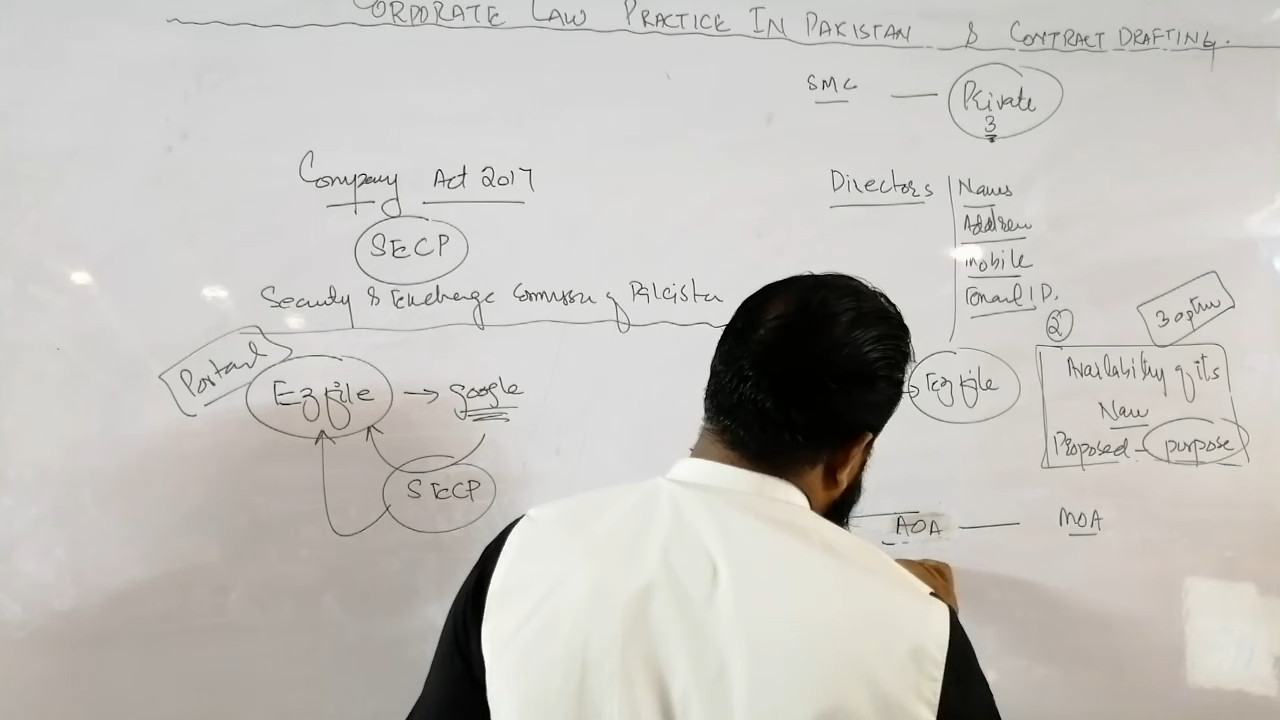 CORPORATE LAW PRACTICE IN PAKISTAN & CONTRACT DRAFTING.
SMC — Private
3
Company Act 2017
SECP
Security & Exchange Commission of Pakistan
Portal
Ezfile → google
SECP
Directors
Names
Address
Mobile
Email ID.
2
3 option
Ezfile
Availability of its
Name
Proposed - purpose
AOA — MOA